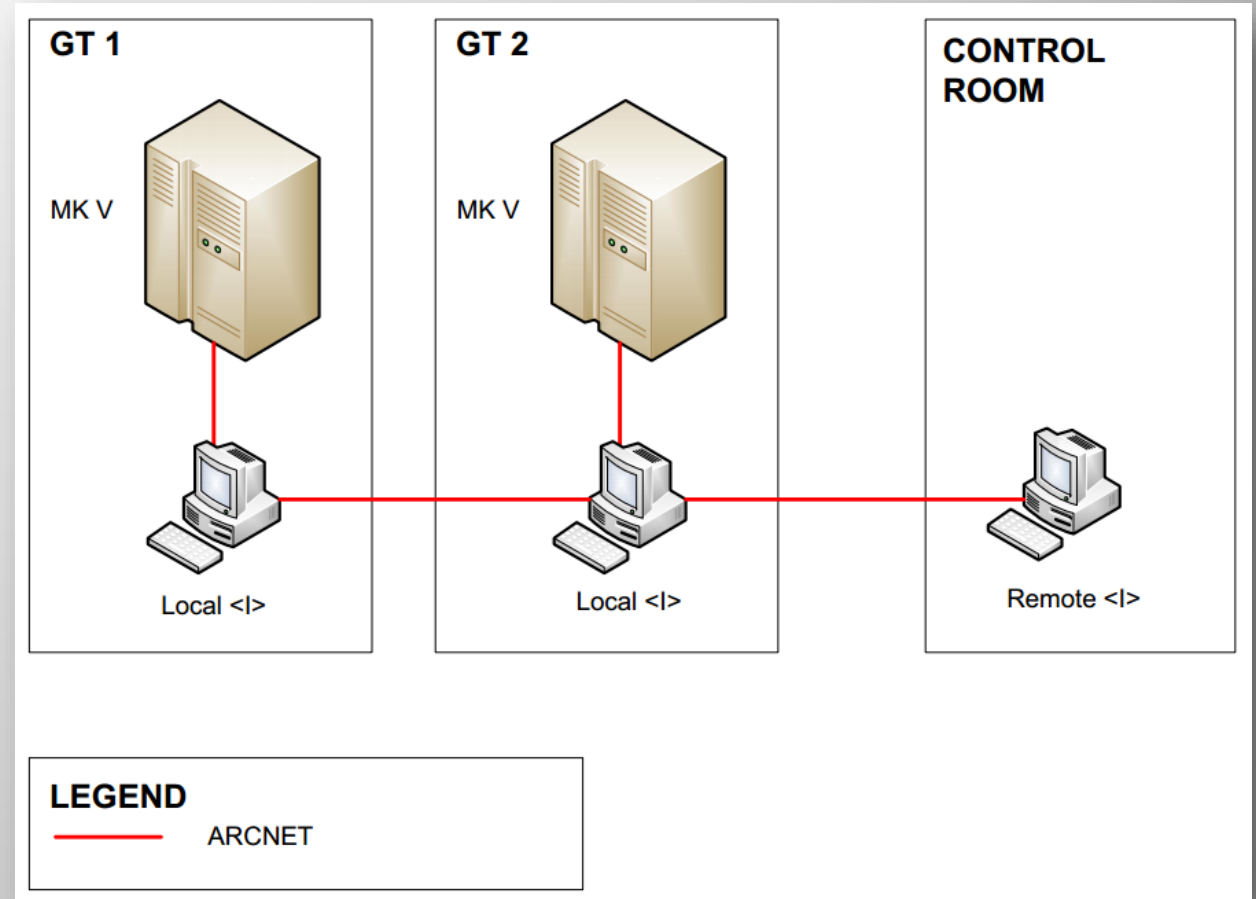 GT 1
GT 2
CONTROL
ROOM
MK V
MK V
Local <I>
Local <I>
Remote <I>
LEGEND
ARCNET